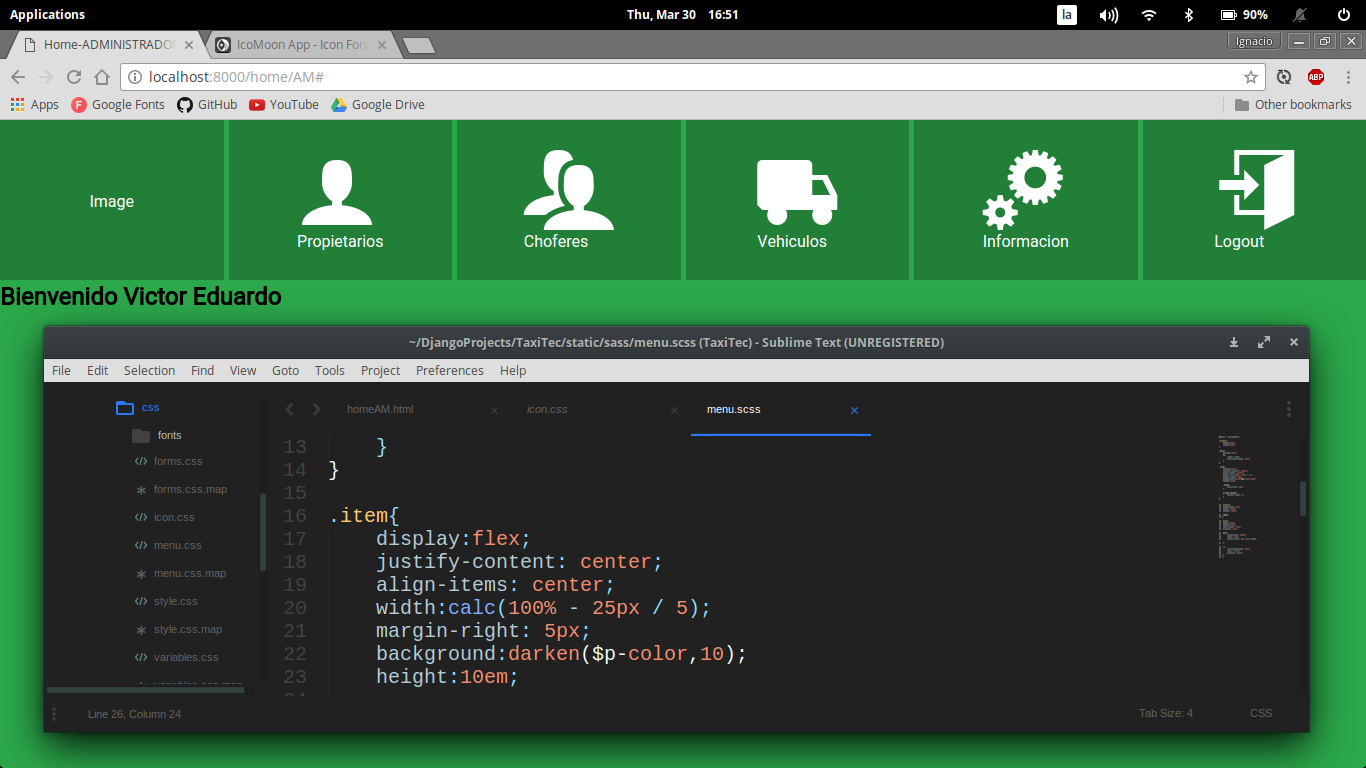 Applications
Thu, Mar 30 16:51
la
90%
Home-ADMINISTRADO
IcoMoon App - Icon Fon
Ignacio
localhost:8000/home/AM#
ABP
Apps
Google Fonts
GitHub
YouTube
Google Drive
Other bookmarks
Image
Propietarios
Choferes
Vehiculos
Informacion
Logout
Bienvenido Victor Eduardo
~/DjangoProjects/TaxiTec/static/sass/menu.scss (TaxiTec) - Sublime Text (UNREGISTERED)
File Edit Selection Find View Goto Tools Project Preferences Help
css
fonts
forms.css
forms.css.map
icon.css
menu.css
menu.css.map
style.css
style.css.map
variables.css
variables.css.map
homeAM.html
icon.css
menu.scss
13 }
14 }
15
16 .item{
17 display:flex;
18 justify-content: center;
19 align-items: center;
20 width:calc(100% - 25px / 5);
21 margin-right: 5px;
22 background:darken($p-color,10);
23 height:10em;
Line 26, Column 24
Tab Size: 4
CSS